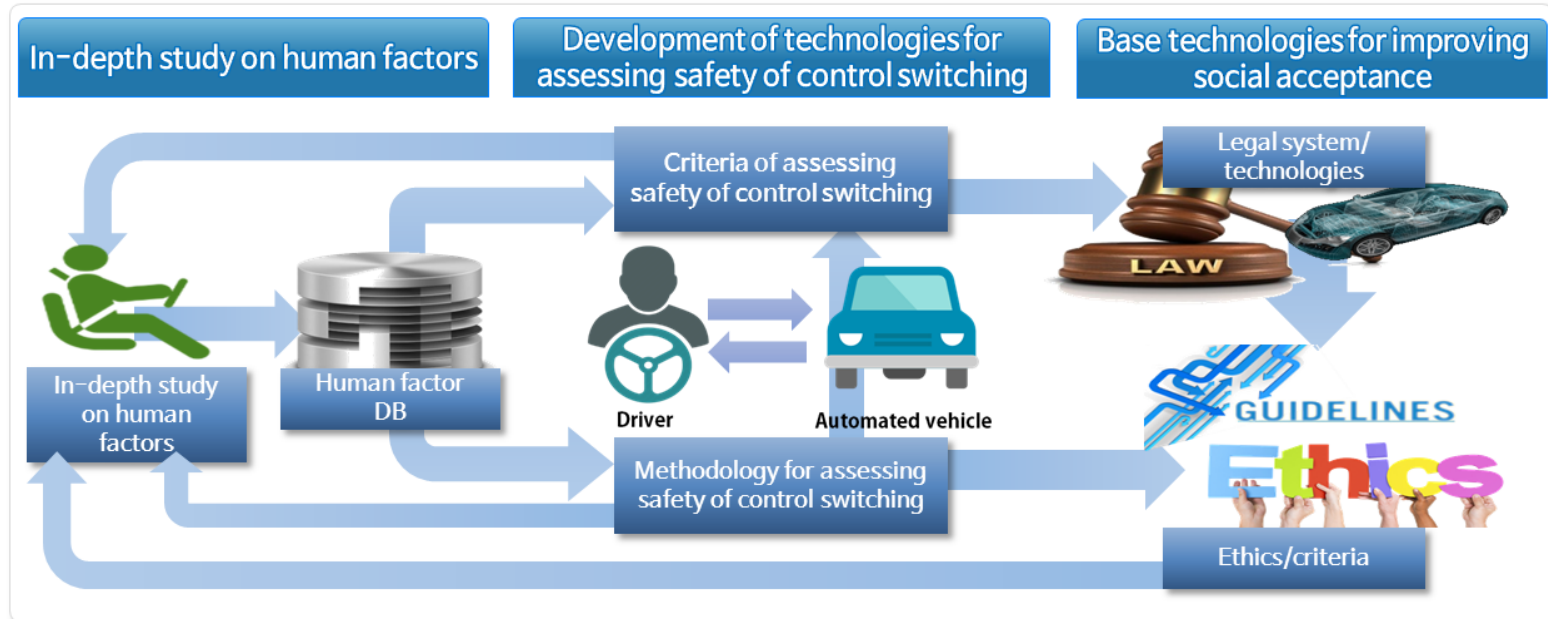 In-depth study on human factors
Development of technologies for
assessing safety of control switching
Base technologies for improving
social acceptance
Criteria of assessing
safety of control switching
Legal system/
technologies
LAW
In-depth study
on human
factors
Human factor
DB
Driver
Automated vehicle
GUIDELINES
Ethics
Methodology for assessing
safety of control switching
Ethics/criteria